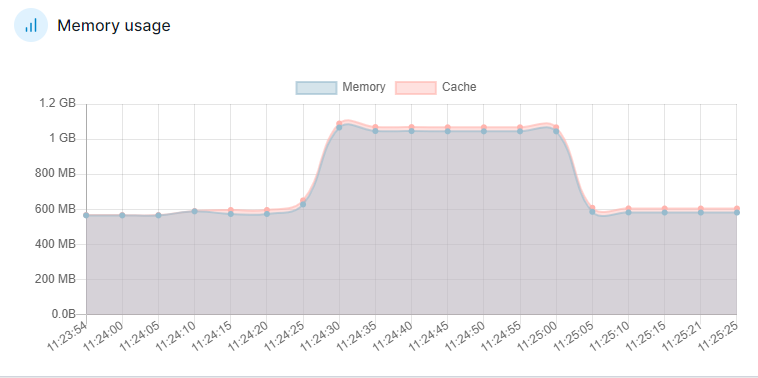 Memory usage
Memory Cache
1.2 GB
1 GB
800 MB
600 MB
400 MB
200 MB
0.0B
11:23:54 11:24:00 11:24:05 11:24:10 11:24:15 11:24:20 11:24:25 11:24:30 11:24:35 11:24:40 11:24:45 11:24:50 11:24:55 11:25:00 11:25:05 11:25:10 11:25:15 11:25:21 11:25:25